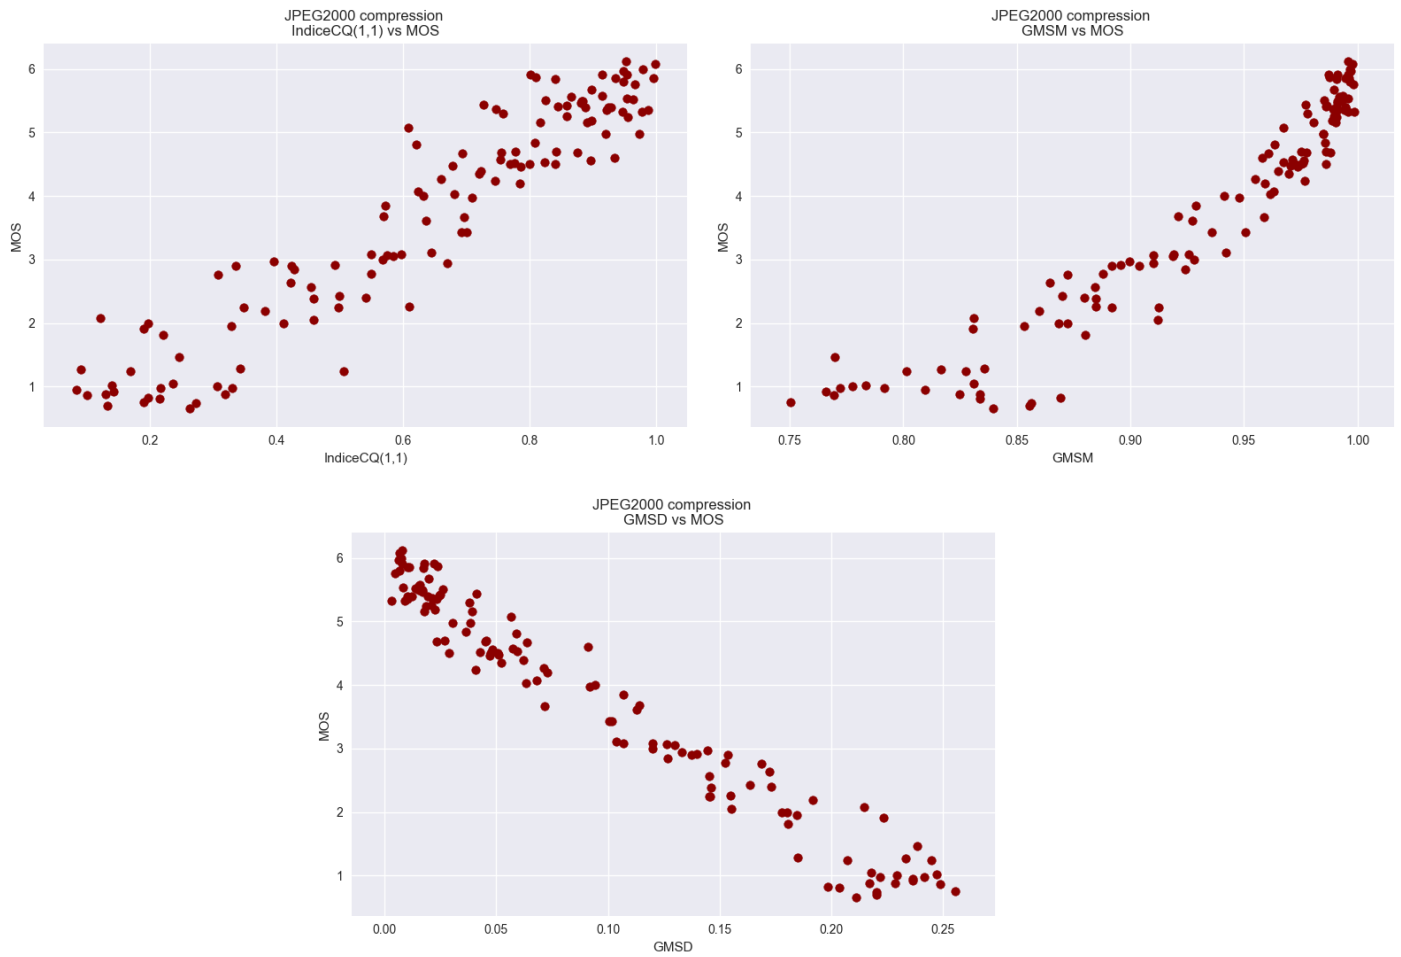 JPEG2000 compression
IndiceCQ(1,1) vs MOS
MOS
6
5
4
3
2
1
0.2 0.4 0.6 0.8 1.0
IndiceCQ(1,1)
JPEG2000 compression
GMSM vs MOS
MOS
6
5
4
3
2
1
0.75 0.80 0.85 0.90 0.95 1.00
GMSM
JPEG2000 compression
GMSD vs MOS
MOS
6
5
4
3
2
1
0.00 0.05 0.10 0.15 0.20 0.25
GMSD